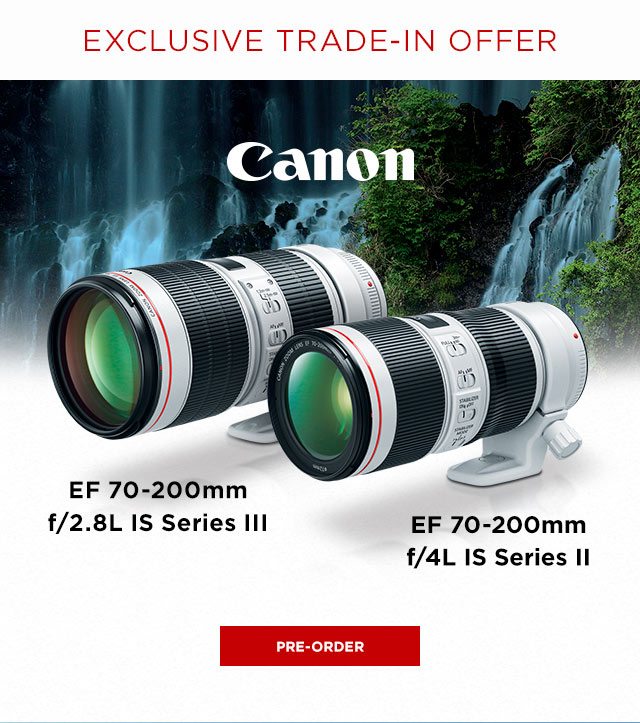 EXCLUSIVE TRADE-IN OFFER
Canon
EF 70-200mm
f/2.8L IS Series III
EF 70-200mm
f/4L IS Series II
PRE-ORDER